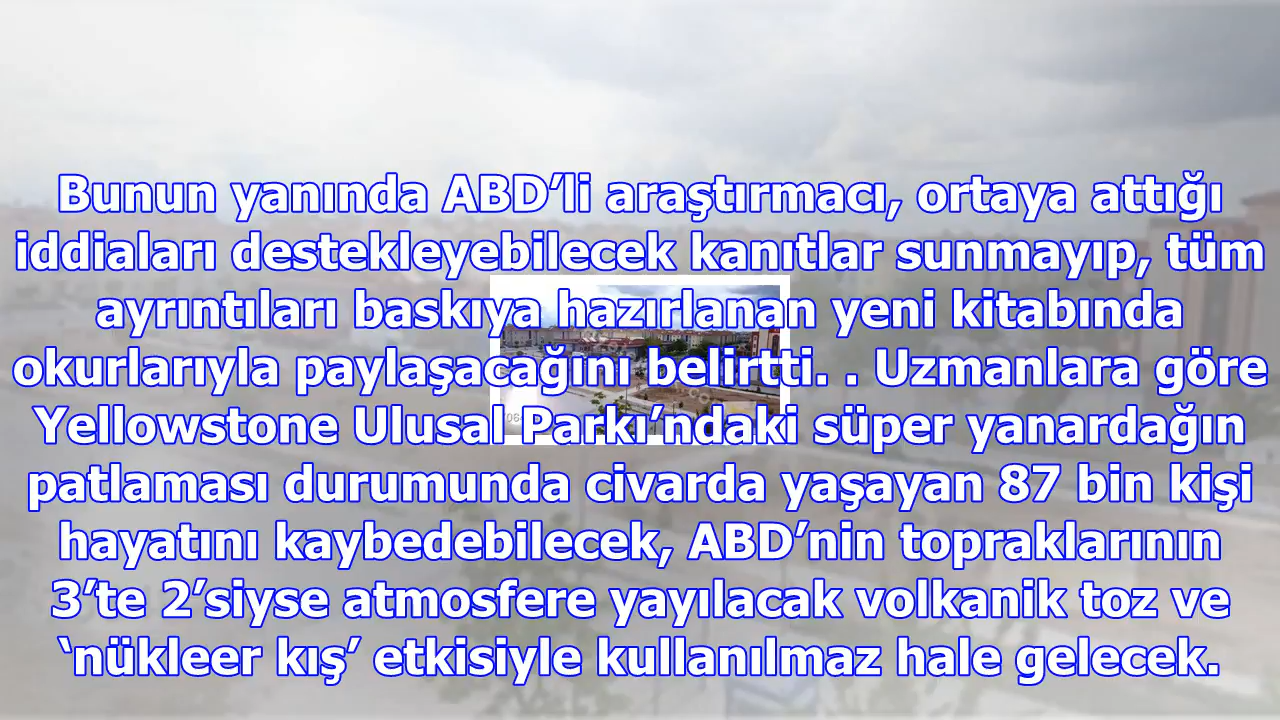 Bunun yanında ABD’li araştırmacı, ortaya attığı
iddiaları destekleyebilecek kanıtlar sunmayıp, tüm
ayrıntıları baskıya hazırlanan yeni kitabında
okurlarıyla paylaşacağını belirtti. . Uzmanlara göre
Yellowstone Ulusal Parkı’ndaki süper yanardağın
patlaması durumunda civarda yaşayan 87 bin kişi
hayatını kaybedebilecek, ABD’nin topraklarının
3’te 2’siyse atmosfere yayılacak volkanik toz ve
‘nükleer kış’ etkisiyle kullanılmaz hale gelecek.